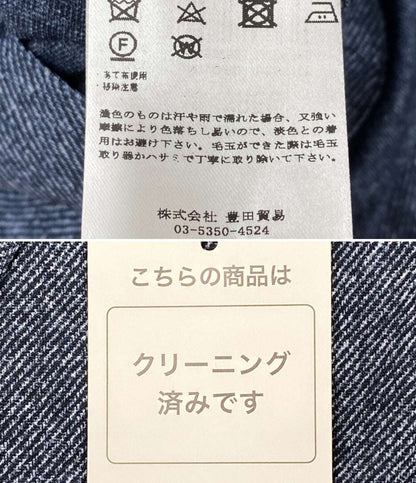 F
W
・あて布使用
・移染注意
濃色のものは汗や雨で濡れた場合、又強い
摩擦により色落ちし易いので、淡色との着
用はお避け下さい。毛玉ができた際は毛玉
取り器かハサミで丁寧に取り除いて下さい。
株式会社 豊田貿易
03-5350-4524
こちらの商品は
クリーニング
済みです